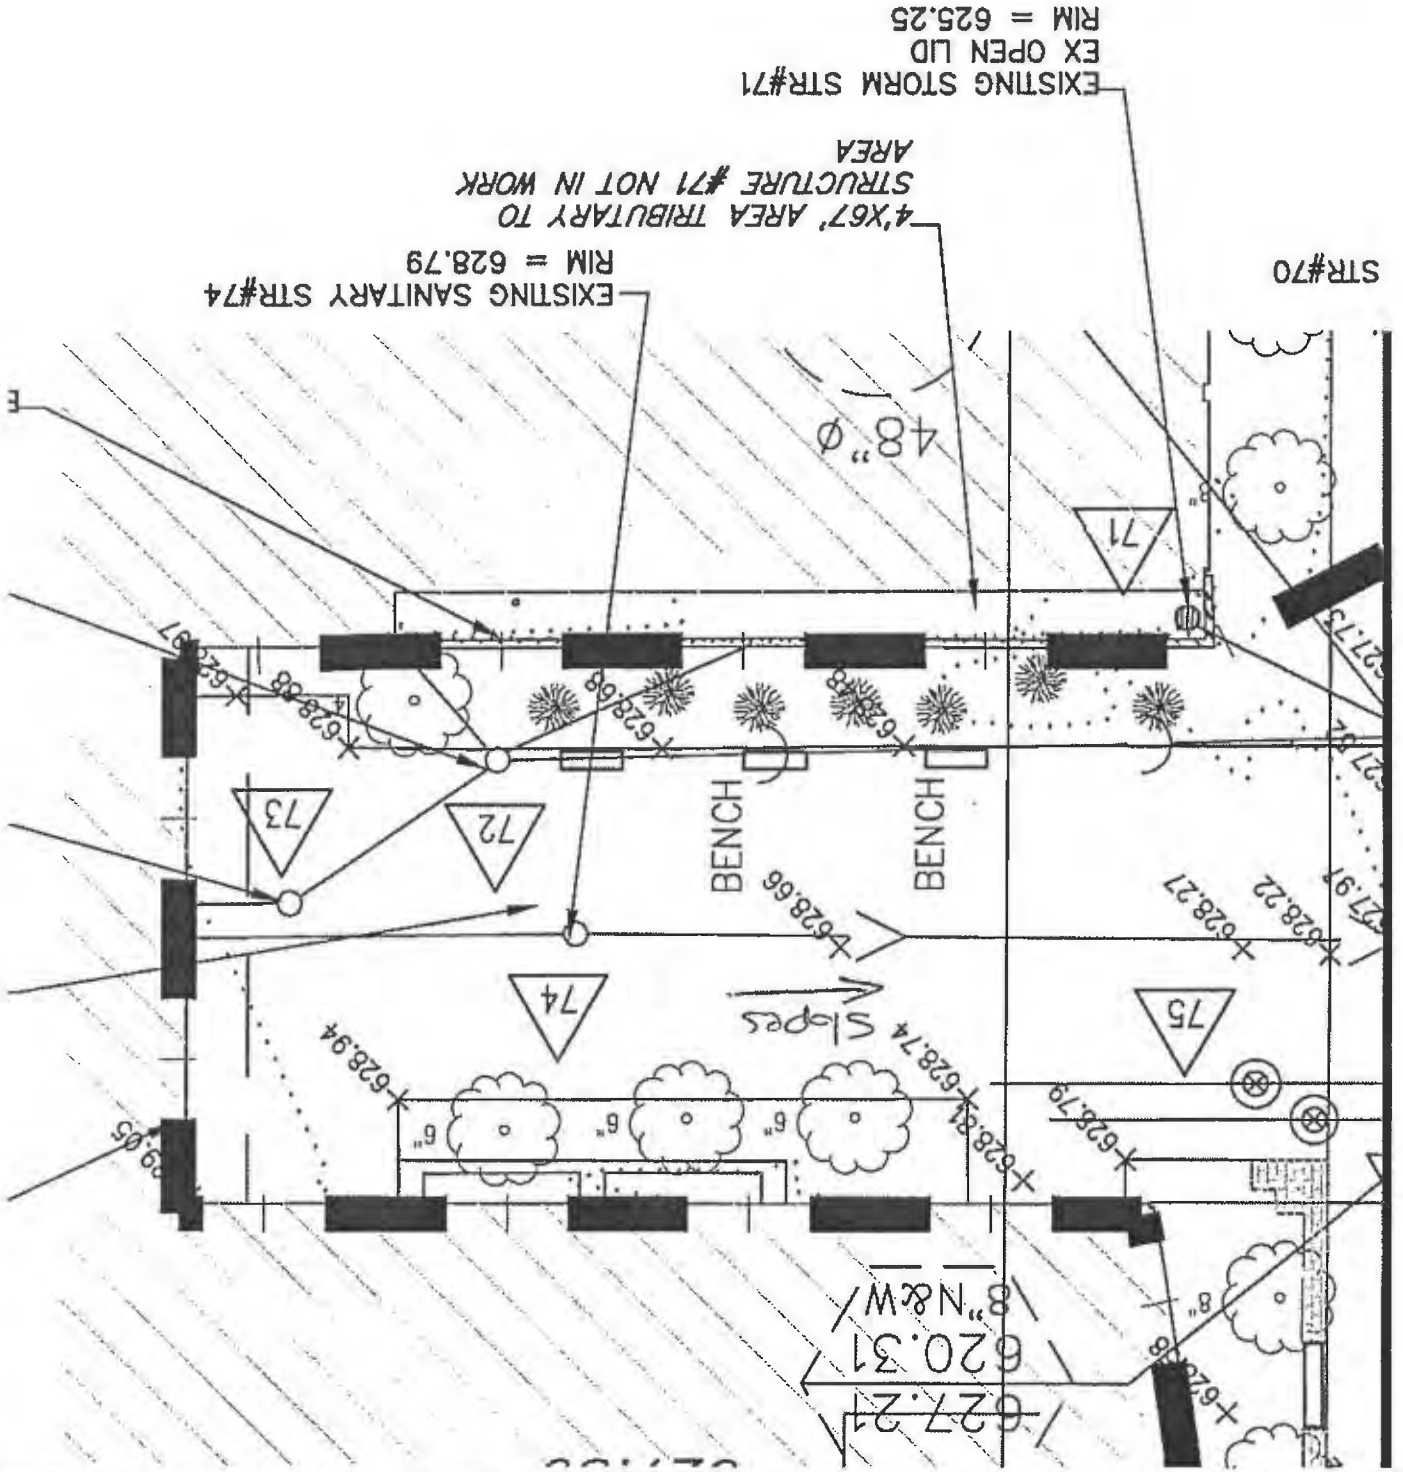 EXISTING STORM STR#71
EX OPEN LID
RIM = 625.25
4'X67' AREA TRIBUTARY TO
STRUCTURE #71 NOT IN WORK
AREA
EXISTING SANITARY STR#74
RIM = 628.79
STR#70
E
48"Ø
8"
71
627.73
628.68
628
73
72
BENCH
BENCH
628.66
628.27
628.22
74
Slopes
75
628.94
628.74
628.81
628.79
6"
6"
6"
8"
627.21
620.31
8"N&W